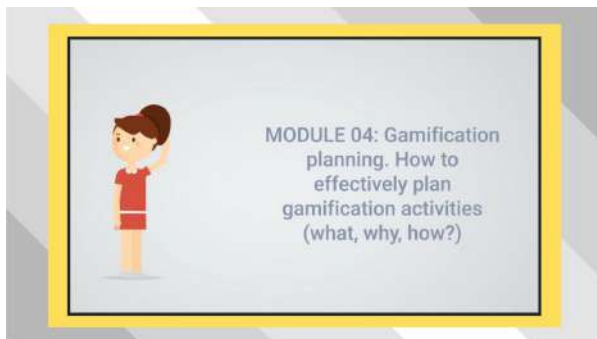 MODULE 04: Gamification
planning. How to
effectively plan
gamification activities
(what, why, how?)